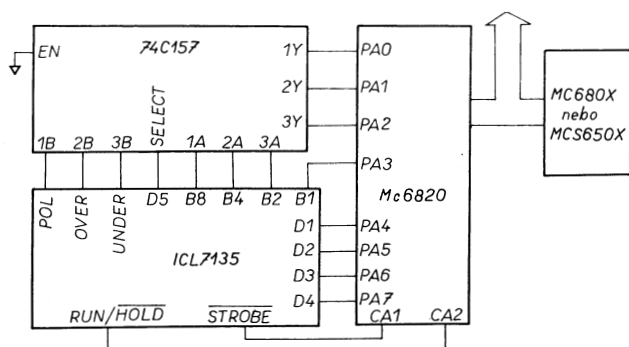 74C157
EN
1Y
2Y
3Y
SELECT
1B 2B 3B 1A 2A 3A
PA0
PA1
PA2
PA3
Mc6820
PA4
PA5
PA6
PA7
CA1 CA2
MC680X
nebo
MCS650X
POL OVER UNDER D5 B8 B4 B2 B1
D1
D2
D3
D4
ICL7135
RUN/HOLD STROBE